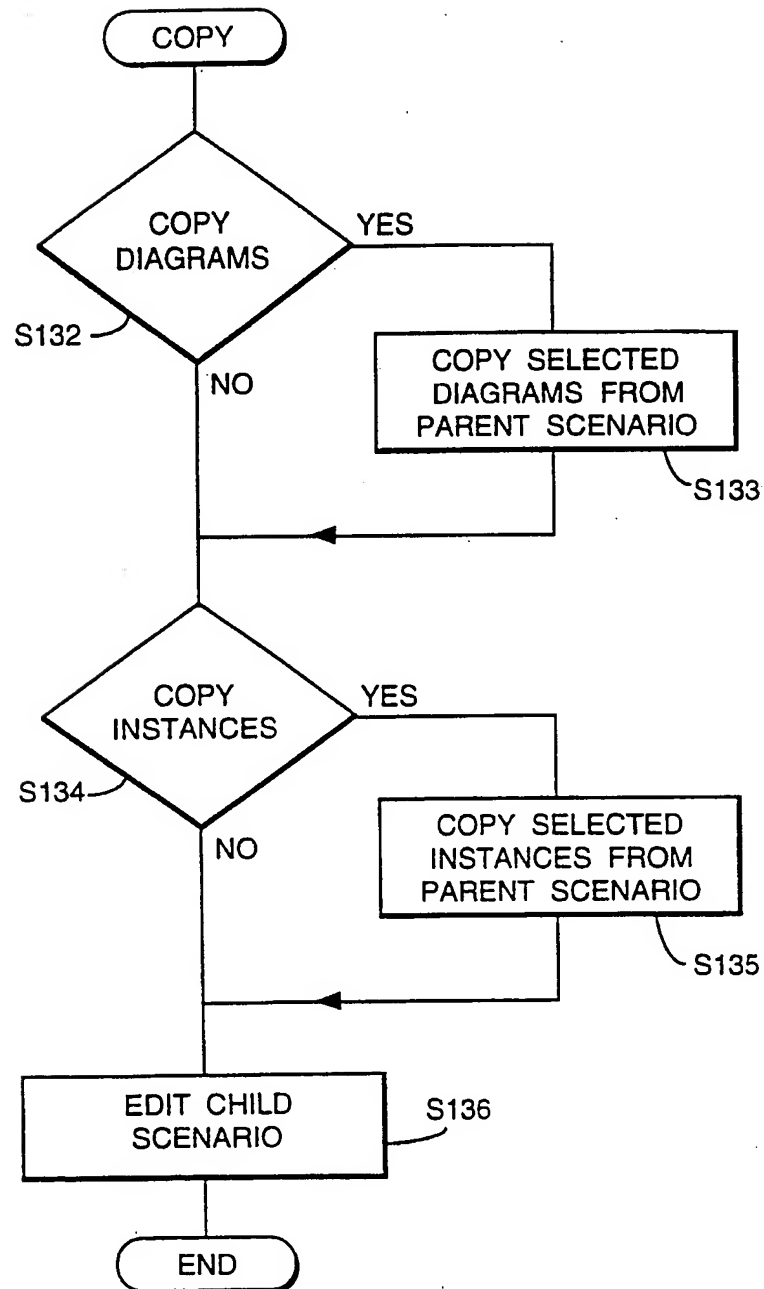 COPY
COPY
DIAGRAMS
YES
S132
NO
COPY SELECTED
DIAGRAMS FROM
PARENT SCENARIO
S133
COPY
INSTANCES
YES
S134
NO
COPY SELECTED
INSTANCES FROM
PARENT SCENARIO
S135
EDIT CHILD
SCENARIO
S136
END